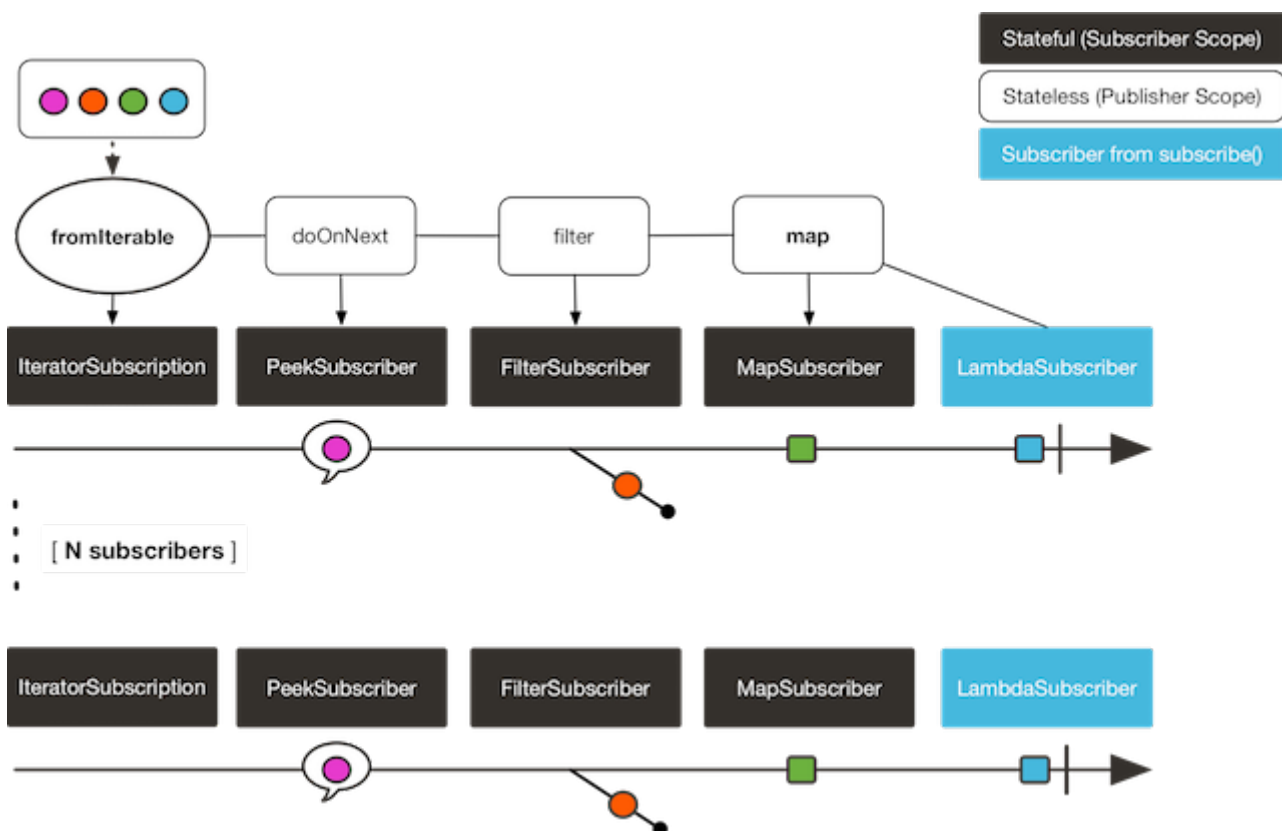 Stateful (Subscriber Scope)
Stateless (Publisher Scope)
Subscriber from subscribe()
fromIterable
doOnNext
filter
map
IteratorSubscription
PeekSubscriber
FilterSubscriber
MapSubscriber
LambdaSubscriber
[ N subscribers ]
IteratorSubscription
PeekSubscriber
FilterSubscriber
MapSubscriber
LambdaSubscriber